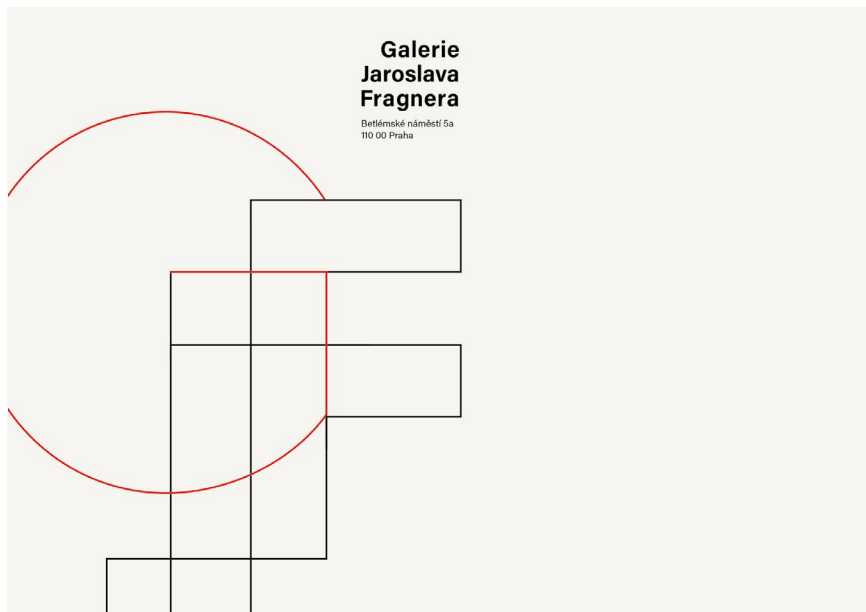 Galerie
Jaroslava
Fragnera
Betlémské náměstí 5a
110 00 Praha